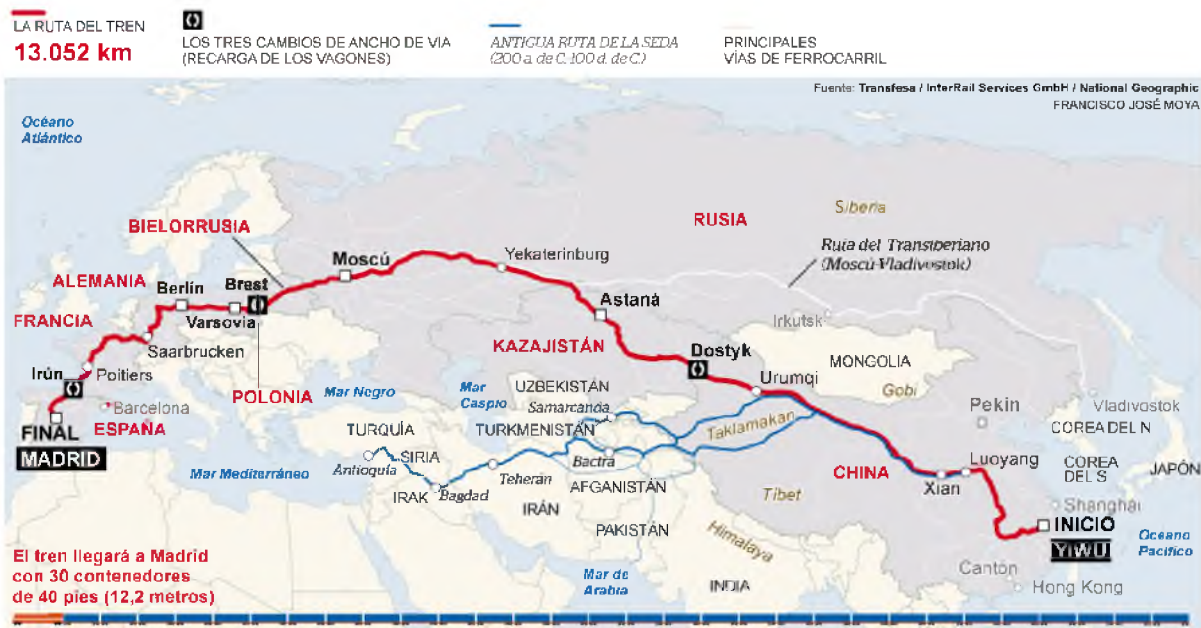 LA RUTA DEL TREN
13.052 km
LOS TRES CAMBIOS DE ANCHO DE VIA
(RECARGA DE LOS VAGONES)
ANTIGUA RUTA DE LA SEDA
(200 a. de C.-100 d. de C.)
PRINCIPALES
VÍAS DE FERROCARRIL
Fuente: Transfesa / InterRail Services GmbH / National Geographic
FRANCISCO JOSÉ MOYA
Océano
Atlántico
BIELORRUSIA
RUSIA
Siberia
Moscú
Yekaterinburg
Ruta del Transiberiano
(Moscú-Vladivostok)
ALEMANIA
Berlín
Brest
Varsovia
Astaná
Irkutsk
FRANCIA
Saarbrucken
KAZAJISTÁN
Dostyk
MONGOLIA
Irún
Poitiers
Urumqi
Gobi
POLONIA
Mar Negro
Mar
Caspio
UZBEKISTÁN
Samarcanda
Taklamakan
Pekín
Vladivostok
Barcelona
ESPAÑA
FINAL
MADRID
TURQUÍA
TURKMENISTÁN
COREA DEL N
COREA
DEL S
JAPÓN
Mar Mediterráneo
Antioquía
SIRIA
IRAK
Bagdad
Teherán
Bactra
AFGANISTÁN
IRÁN
PAKISTÁN
Tíbet
CHINA
Xian
Luoyang
Shanghai
INICIO
YIWU
Océano
Pacífico
Himalaya
INDIA
Mar de
Arabia
Cantón
Hong Kong
El tren llegará a Madrid
con 30 contenedores
de 40 pies (12,2 metros)